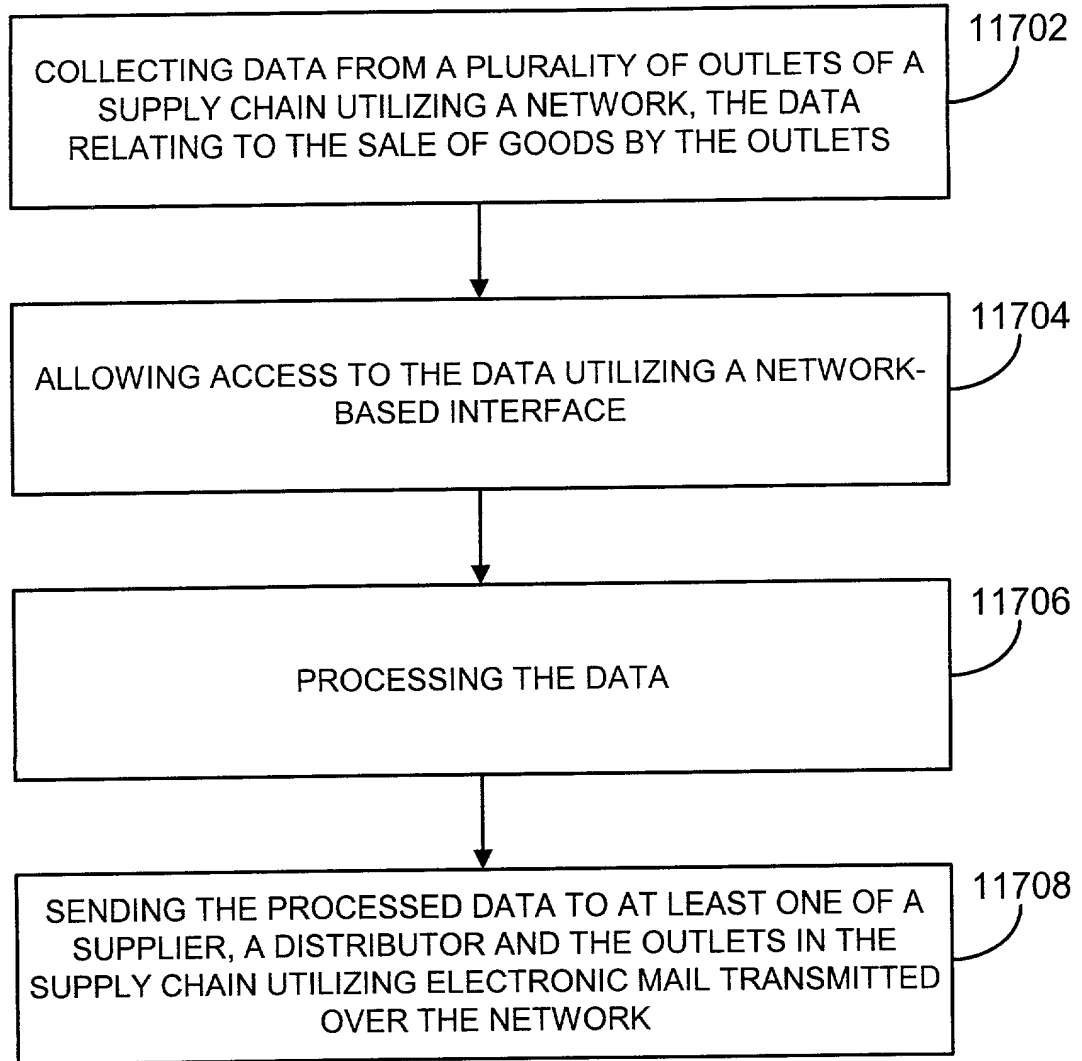 11702
COLLECTING DATA FROM A PLURALITY OF OUTLETS OF A
SUPPLY CHAIN UTILIZING A NETWORK, THE DATA
RELATING TO THE SALE OF GOODS BY THE OUTLETS
11704
ALLOWING ACCESS TO THE DATA UTILIZING A NETWORK-
BASED INTERFACE
11706
PROCESSING THE DATA
11708
SENDING THE PROCESSED DATA TO AT LEAST ONE OF A
SUPPLIER, A DISTRIBUTOR AND THE OUTLETS IN THE
SUPPLY CHAIN UTILIZING ELECTRONIC MAIL TRANSMITTED
OVER THE NETWORK